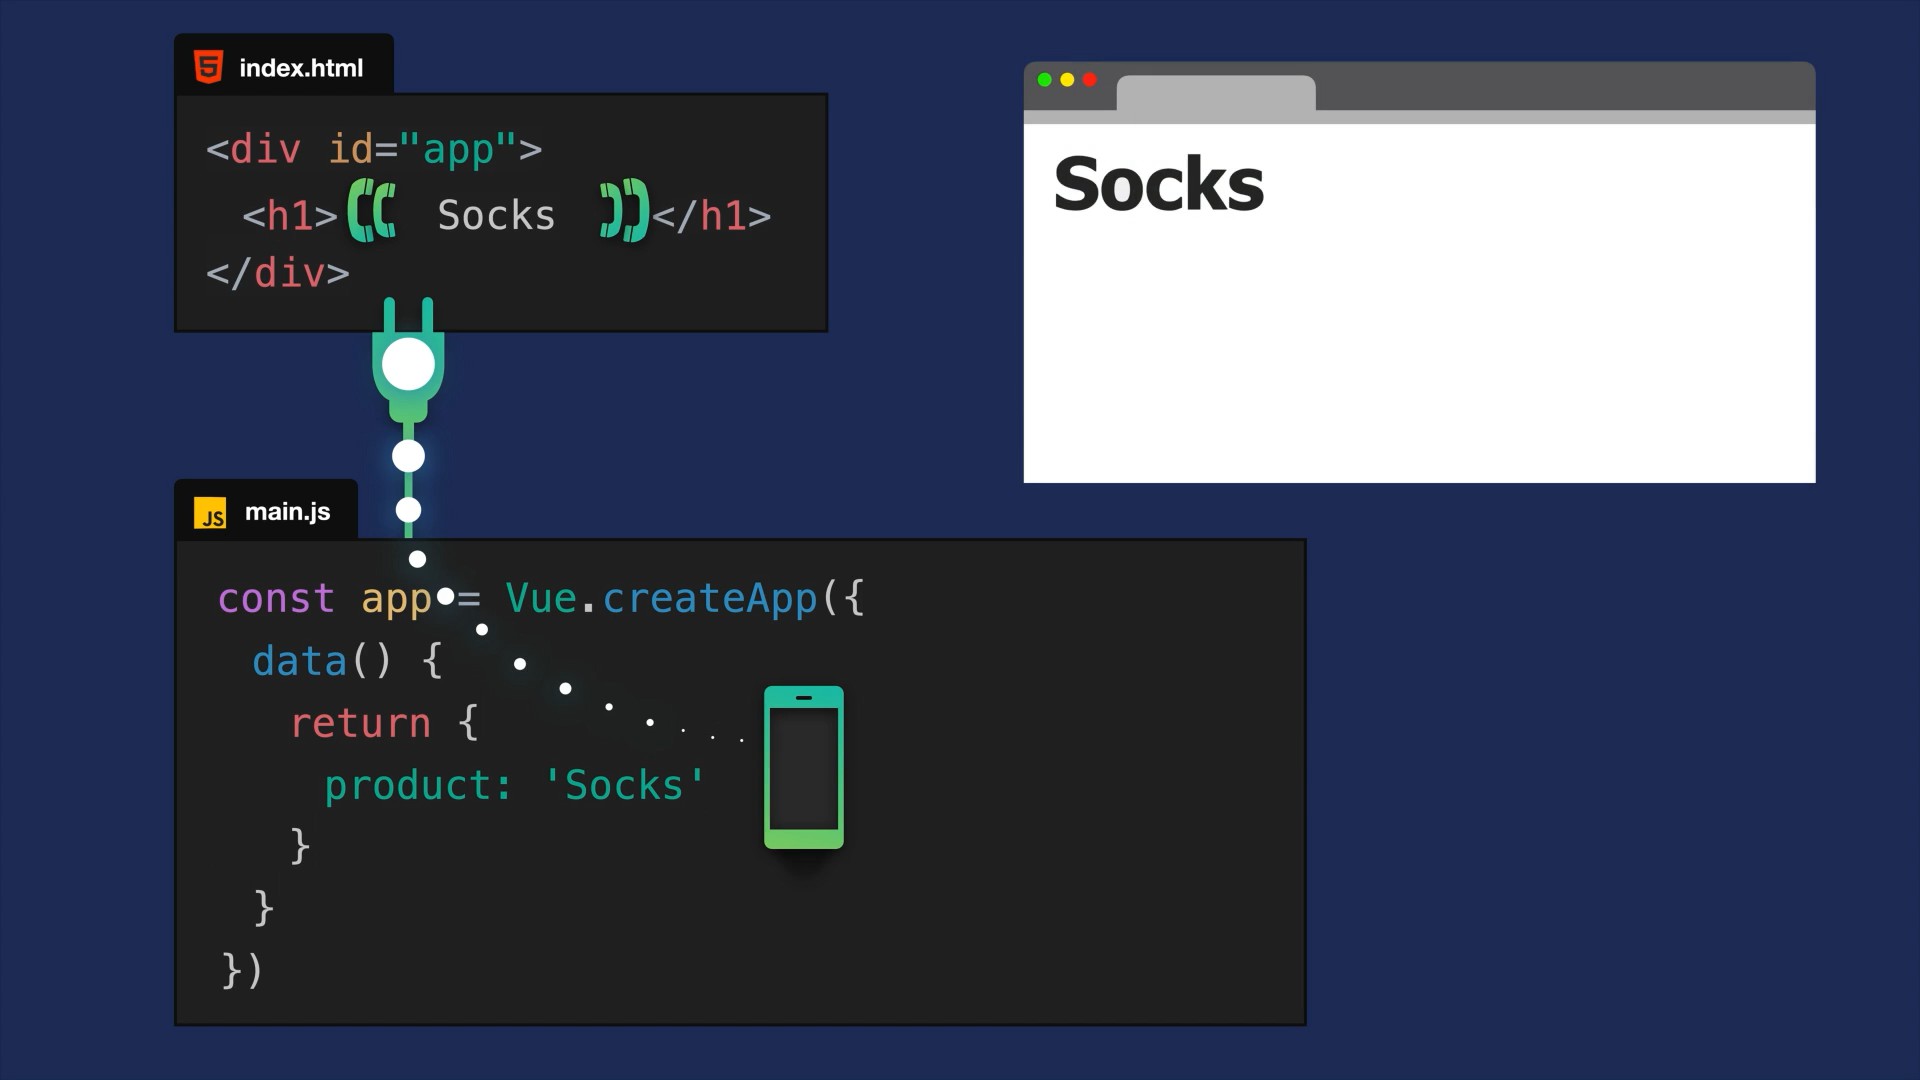 index.html
<div id="app">
<h1> Socks </h1>
</div>
Socks
JS main.js
const app = Vue.createApp({
data() {
return {
product: 'Socks'
}
}
})